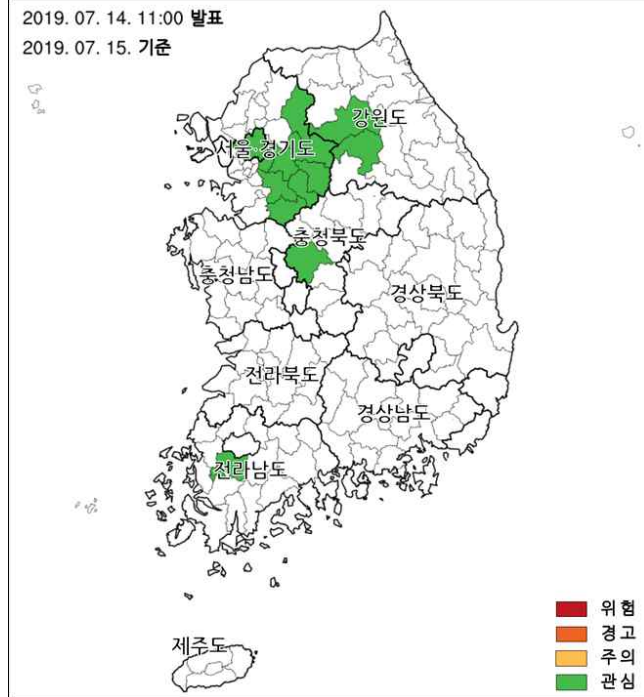 2019. 07. 14. 11:00 발표
2019. 07. 15. 기준
강원도
서울·경기도
충청북도
충청남도
경상북도
전라북도
경상남도
전라남도
제주도
위험
경고
주의
관심